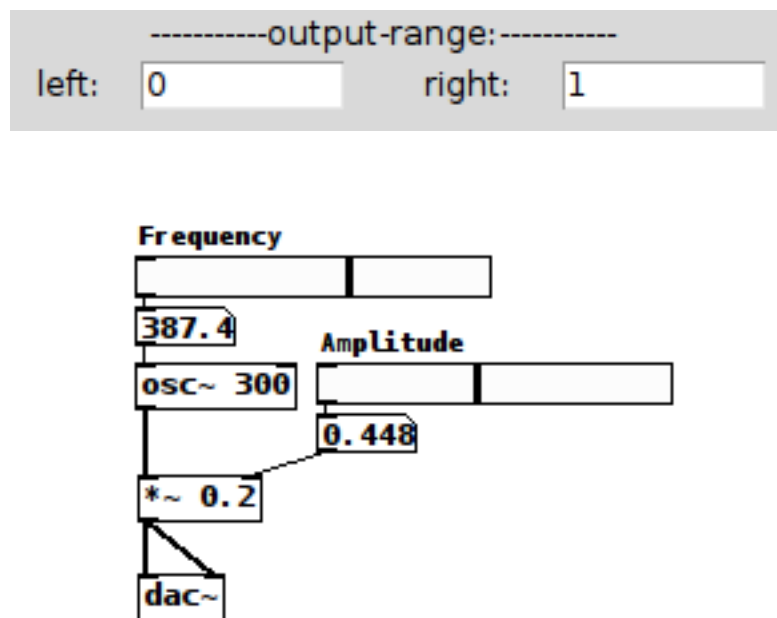 -----------output-range:-----------
left: 0 right: 1
Frequency
387.4
Amplitude
osc~ 300
0.448
*~ 0.2
dac~